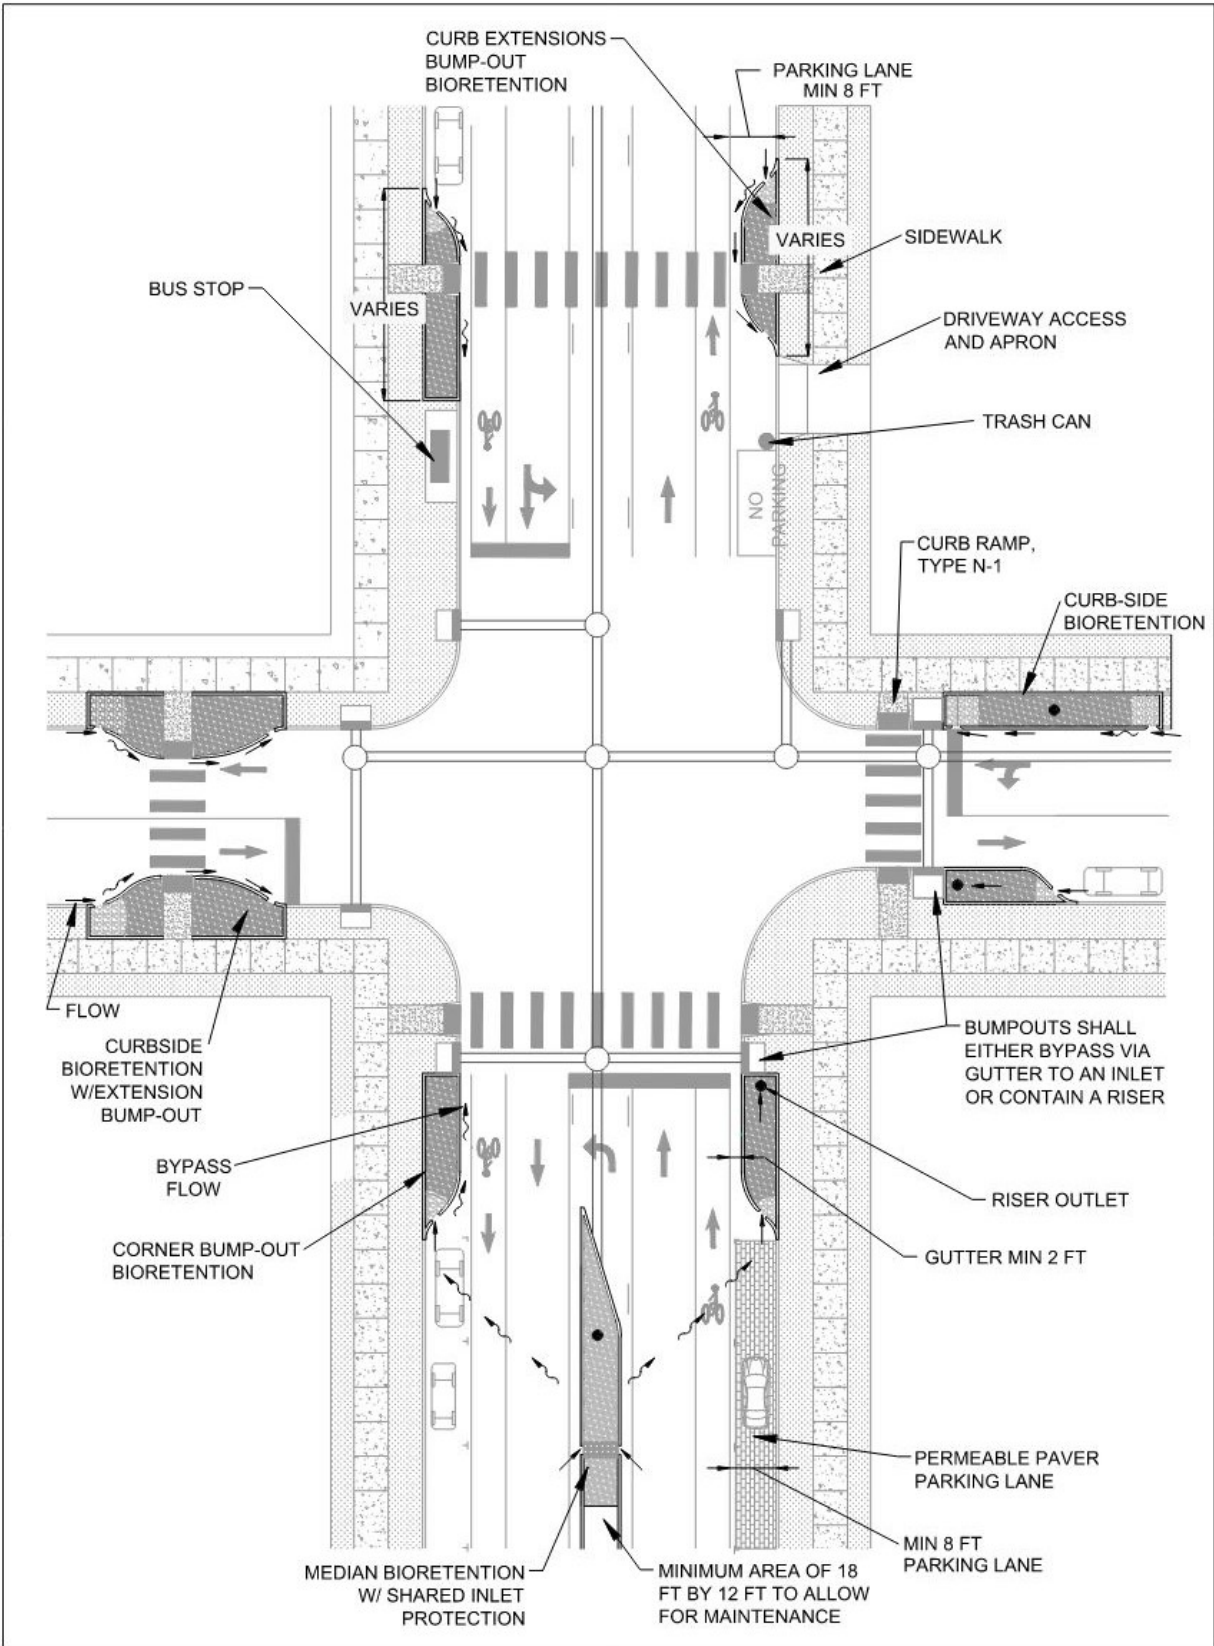 CURB EXTENSIONS
BUMP-OUT
BIORETENTION
PARKING LANE
MIN 8 FT
VARIES
SIDEWALK
BUS STOP
VARIES
DRIVEWAY ACCESS
AND APRON
TRASH CAN
NO
PARKING
CURB RAMP,
TYPE N-1
CURB-SIDE
BIORETENTION
FLOW
CURBSIDE
BIORETENTION
W/EXTENSION
BUMP-OUT
BUMPOUTS SHALL
EITHER BYPASS VIA
GUTTER TO AN INLET
OR CONTAIN A RISER
BYPASS
FLOW
RISER OUTLET
CORNER BUMP-OUT
BIORETENTION
GUTTER MIN 2 FT
PERMEABLE PAVER
PARKING LANE
MIN 8 FT
PARKING LANE
MEDIAN BIORETENTION
W/ SHARED INLET
PROTECTION
MINIMUM AREA OF 18
FT BY 12 FT TO ALLOW
FOR MAINTENANCE